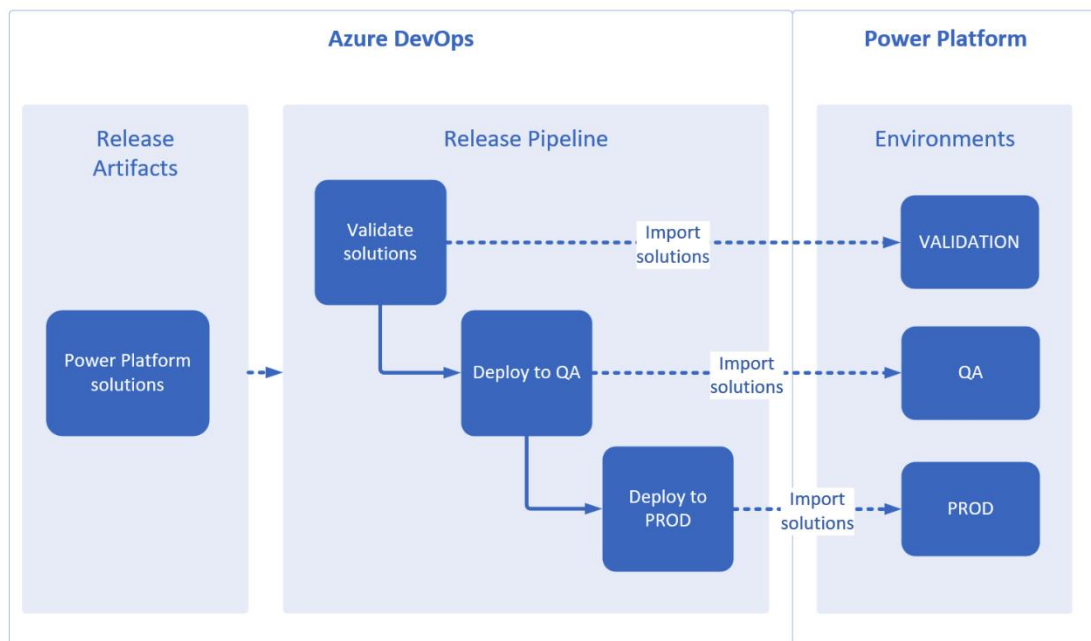 Azure DevOps
Power Platform
Release
Artifacts
Release Pipeline
Environments
Validate
solutions
Import
solutions
VALIDATION
Power Platform
solutions
Deploy to QA
Import
solutions
QA
Deploy to
PROD
Import
solutions
PROD